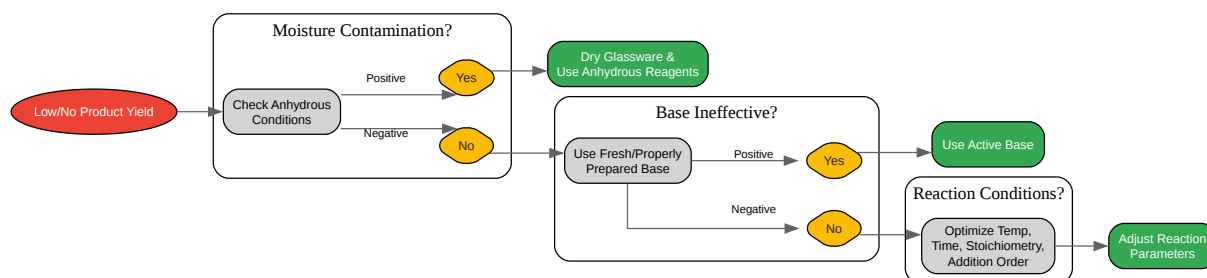 Moisture Contamination?
Low/No Product Yield
Check Anhydrous
Conditions
Positive
Negative
Yes
No
Dry Glassware &
Use Anhydrous Reagents
Base Ineffective?
Use Fresh/Properly
Prepared Base
Positive
Negative
Yes
No
Use Active Base
Reaction Conditions?
Optimize Temp,
Time, Stoichiometry,
Addition Order
Adjust Reaction
Parameters